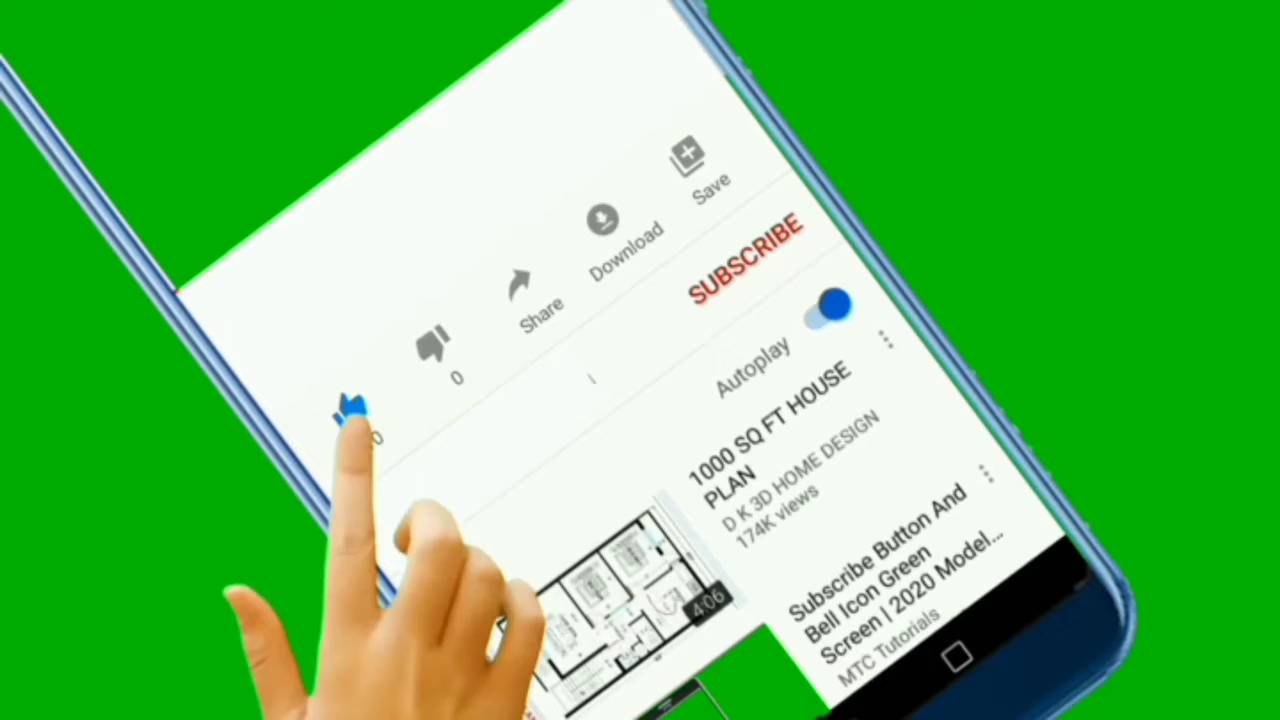 0
0
Share
Download
Save
SUBSCRIBE
Autoplay
1000 SQ FT HOUSE
PLAN
D K 3D HOME DESIGN
174K views
4:06
Subscribe Button And
Bell Icon Green
Screen | 2020 Model...
MTC Tutorials